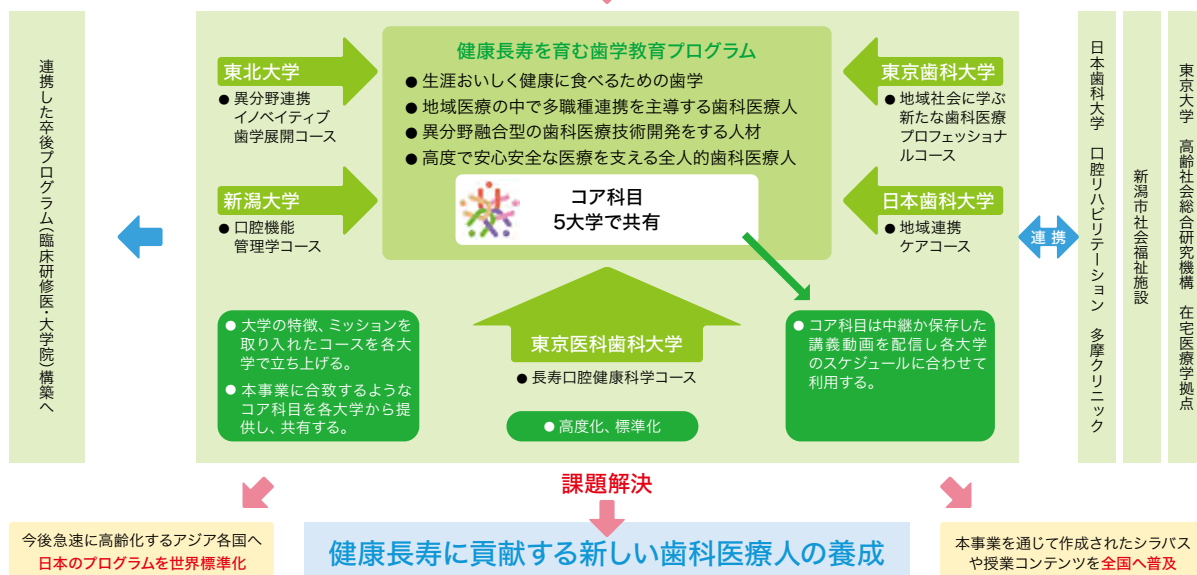 連携した卒後プログラム(臨床研修医・大学院)構築へ
東北大学
● 異分野連携
イノベイティブ
歯学展開コース
新潟大学
● 口腔機能
管理学コース
健康長寿を育む歯学教育プログラム
● 生涯おいしく健康に食べるための歯学
● 地域医療の中で多職種連携を主導する歯科医療人
● 異分野融合型の歯科医療技術開発をする人材
● 高度で安心安全な医療を支える全人的歯科医療人
コア科目
5大学で共有
東京歯科大学
● 地域社会に学ぶ
新たな歯科医療
プロフェッショナ
ルコース
日本歯科大学
● 地域連携
ケアコース
連携
日本歯科大学 口腔リハビリテーション 多摩クリニック
新潟市社会福祉施設
東京大学 高齢社会総合研究機構 在宅医療学拠点
● 大学の特徴、ミッションを
取り入れたコースを各大
学で立ち上げる。
● 本事業に合致するような
コア科目を各大学から提
供し、共有する。
東京医科歯科大学
● 長寿口腔健康科学コース
● 高度化、標準化
● コア科目は中継か保存した
講義動画を配信し各大学
のスケジュールに合わせて
利用する。
課題解決
今後急速に高齢化するアジア各国へ
日本のプログラムを世界標準化
健康長寿に貢献する新しい歯科医療人の養成
本事業を通じて作成されたシラバス
や授業コンテンツを全国へ普及